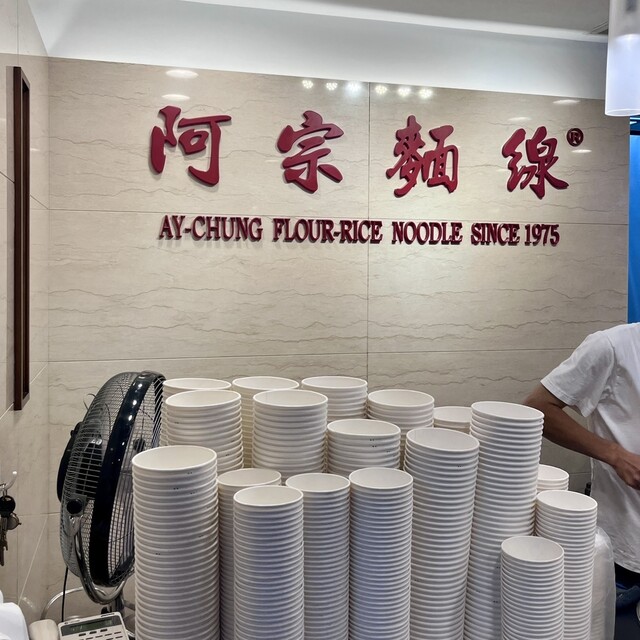 阿宗麵線®
AY-CHUNG FLOUR-RICE NOODLE SINCE 1975